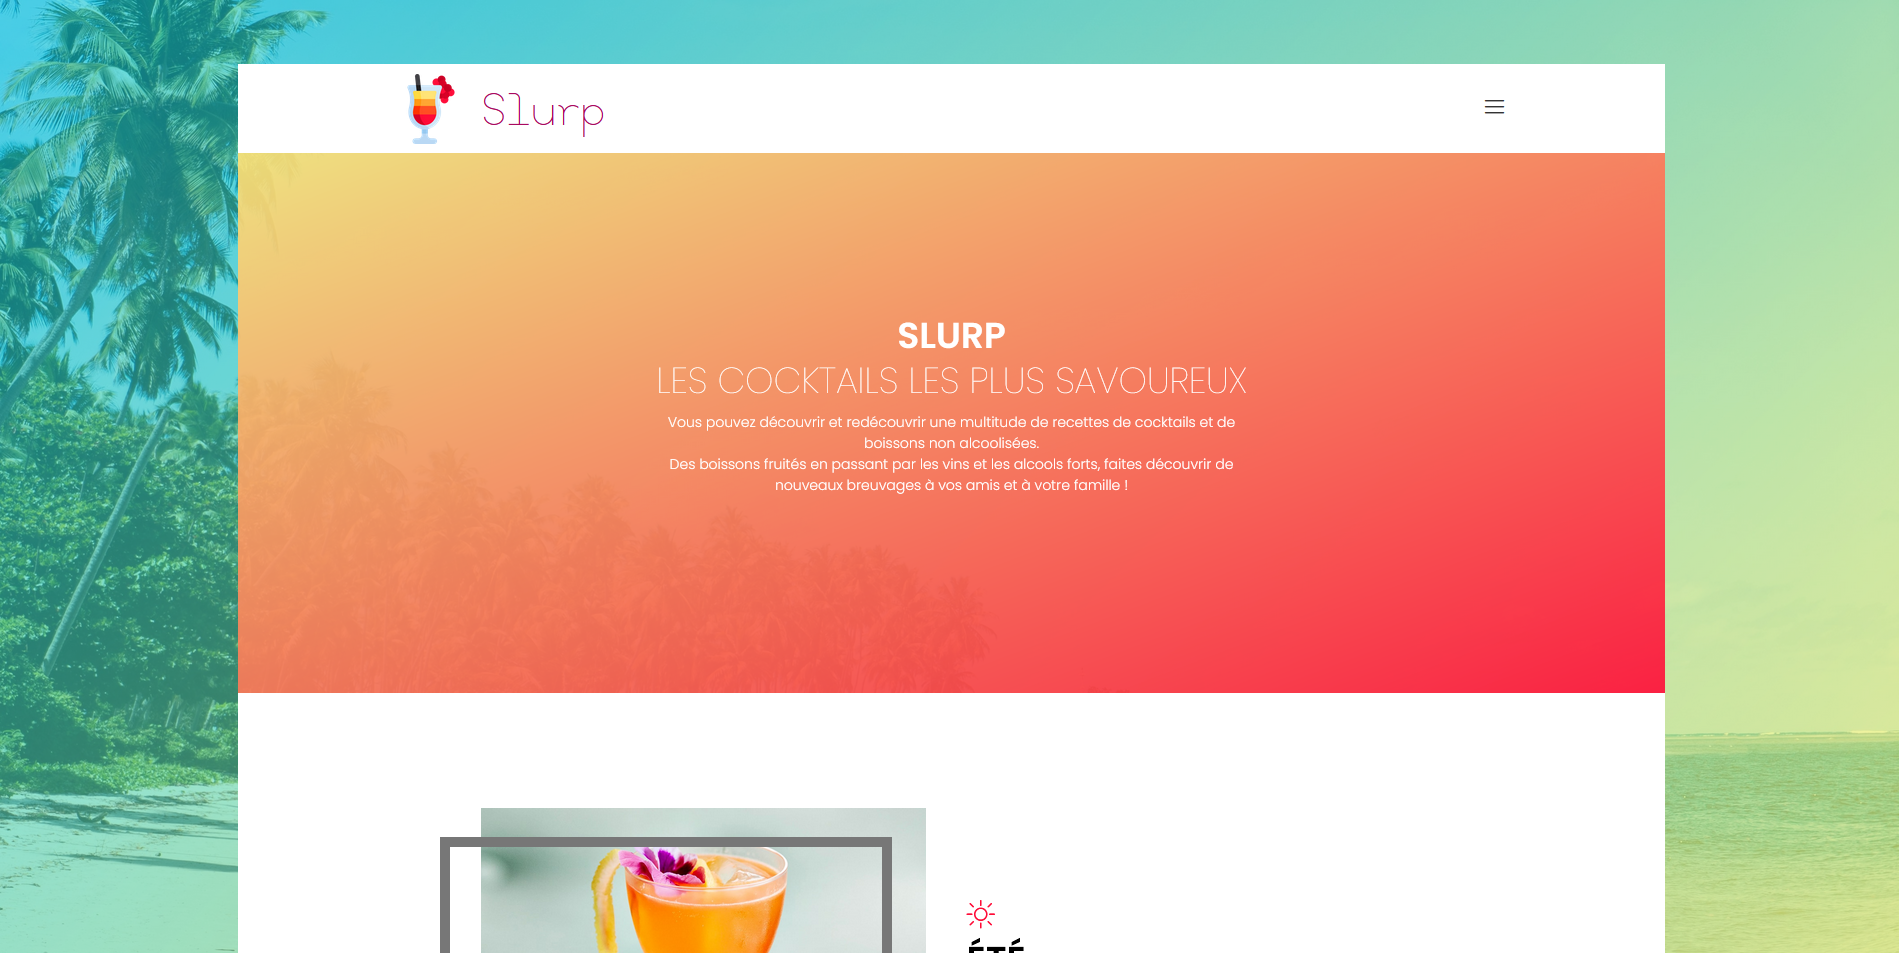 Slurp
SLURP
LES COCKTAILS LES PLUS SAVOUREUX
Vous pouvez découvrir et redécouvrir une multitude de recettes de cocktails et de
boissons non alcoolisées.
Des boissons fruités en passant par les vins et les alcools forts, faites découvrir de
nouveaux breuvages à vos amis et à votre famille !
ÉTÉ